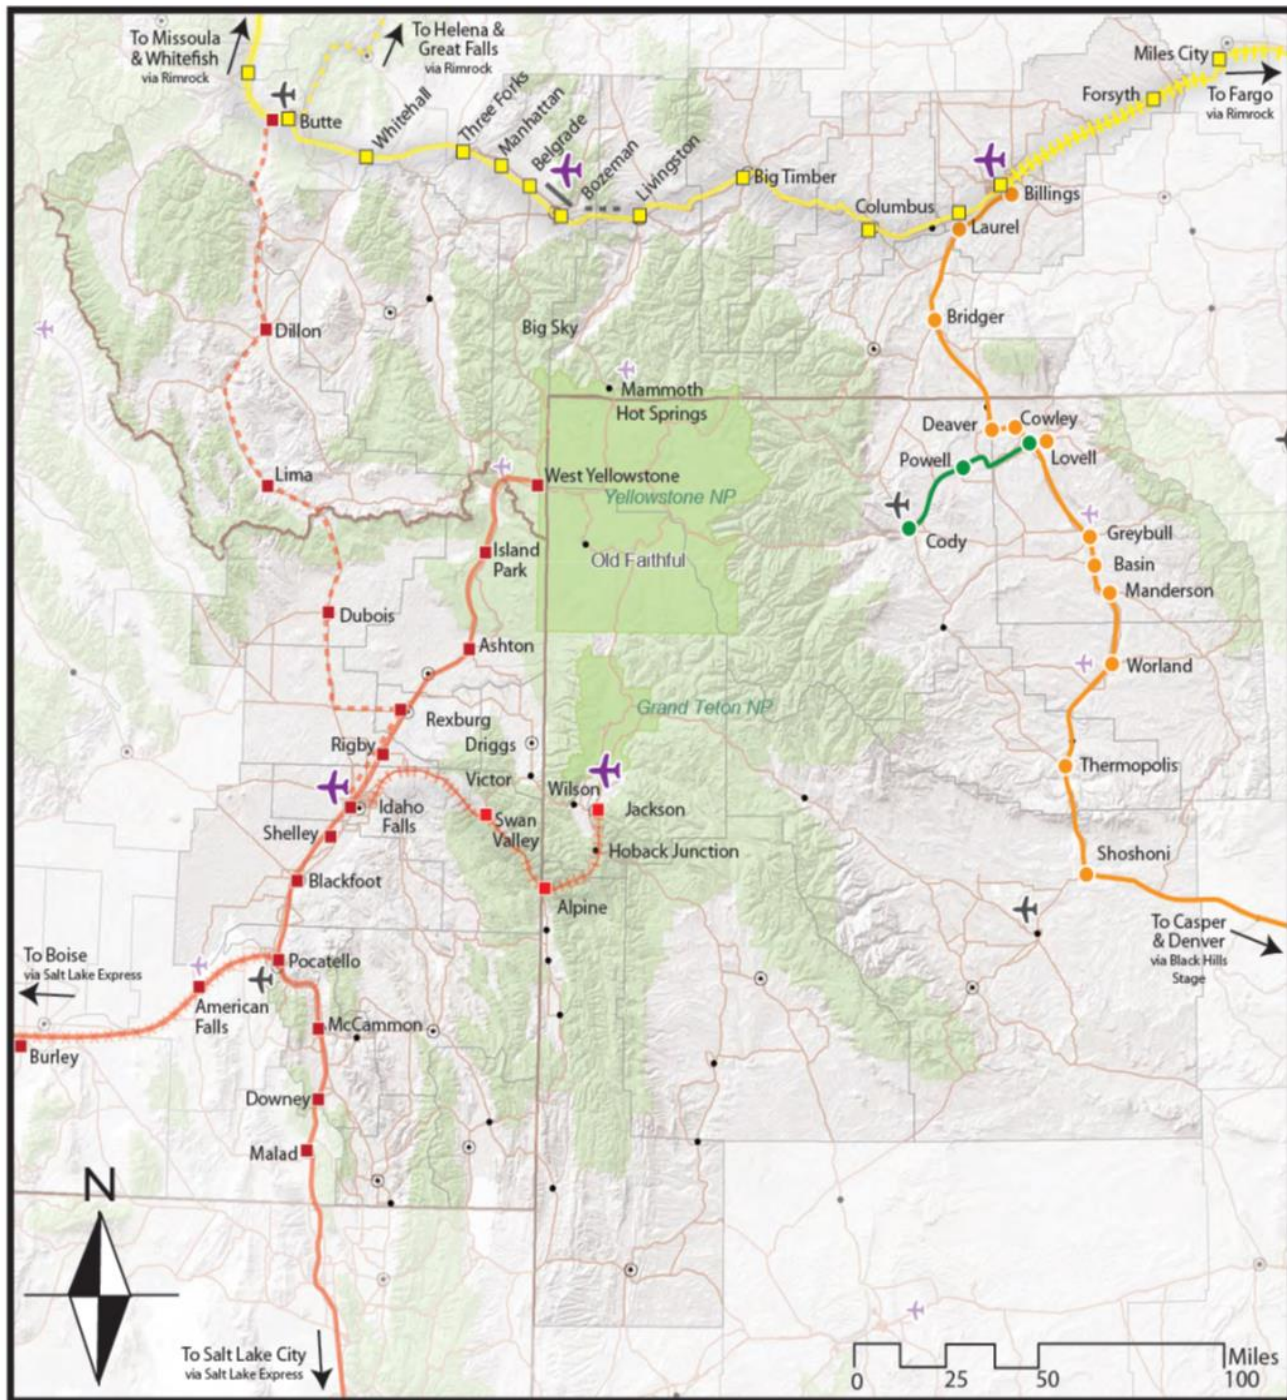 To Missoula
& Whitefish
via Rimrock
To Helena &
Great Falls
via Rimrock
Miles City
Forsyth
To Fargo
via Rimrock
Butte
Whitehall
Three Forks
Manhattan
Belgrade
Bozeman
Livingston
Big Timber
Columbus
Billings
Laurel
Bridger
Dillon
Big Sky
Mammoth
Hot Springs
Deaver
Cowley
Powell
Lovell
Lima
West Yellowstone
Yellowstone NP
Cody
Greybull
Island
Park
Old Faithful
Basin
Manderson
Dubois
Ashton
Worland
Grand Teton NP
Rexburg
Rigby
Driggs
Victor
Thermopolis
Wilson
Jackson
Idaho
Falls
Swan
Valley
Shelley
Hoback Junction
Shoshoni
Blackfoot
Alpine
To Casper
& Denver
via Black Hills
Stage
To Boise
via Salt Lake Express
Pocatello
American
Falls
McCammon
Burley
Downey
Malad
N
To Salt Lake City
via Salt Lake Express
Miles
0 25 50 100